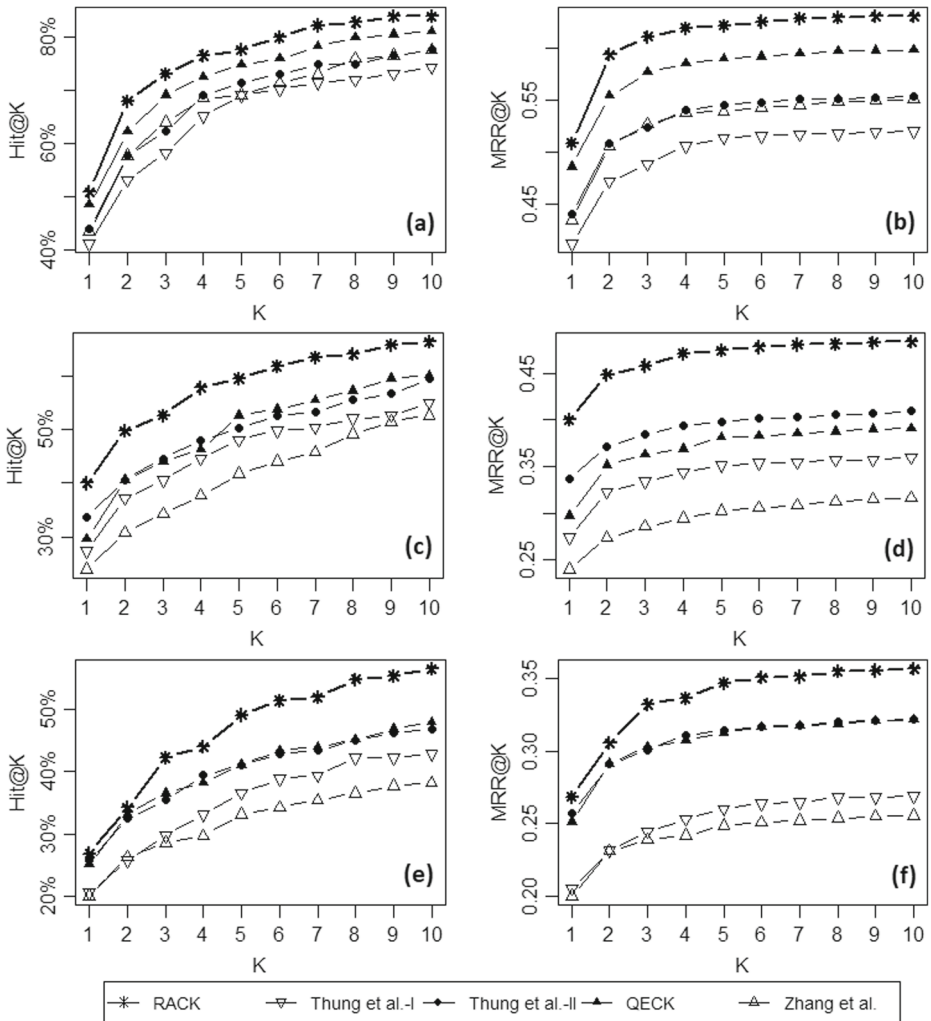 Hit@K
80%
60%
40%
(a)
1 2 3 4 5 6 7 8 9 10
K
MRR@K
0.55
0.45
(b)
1 2 3 4 5 6 7 8 9 10
K
Hit@K
50%
30%
(c)
1 2 3 4 5 6 7 8 9 10
K
MRR@K
0.45
0.35
0.25
(d)
1 2 3 4 5 6 7 8 9 10
K
Hit@K
50%
40%
30%
20%
(e)
1 2 3 4 5 6 7 8 9 10
K
MRR@K
0.35
0.30
0.25
0.20
(f)
1 2 3 4 5 6 7 8 9 10
K
RACK Thung et al.-I Thung et al.-II QECK Zhang et al.